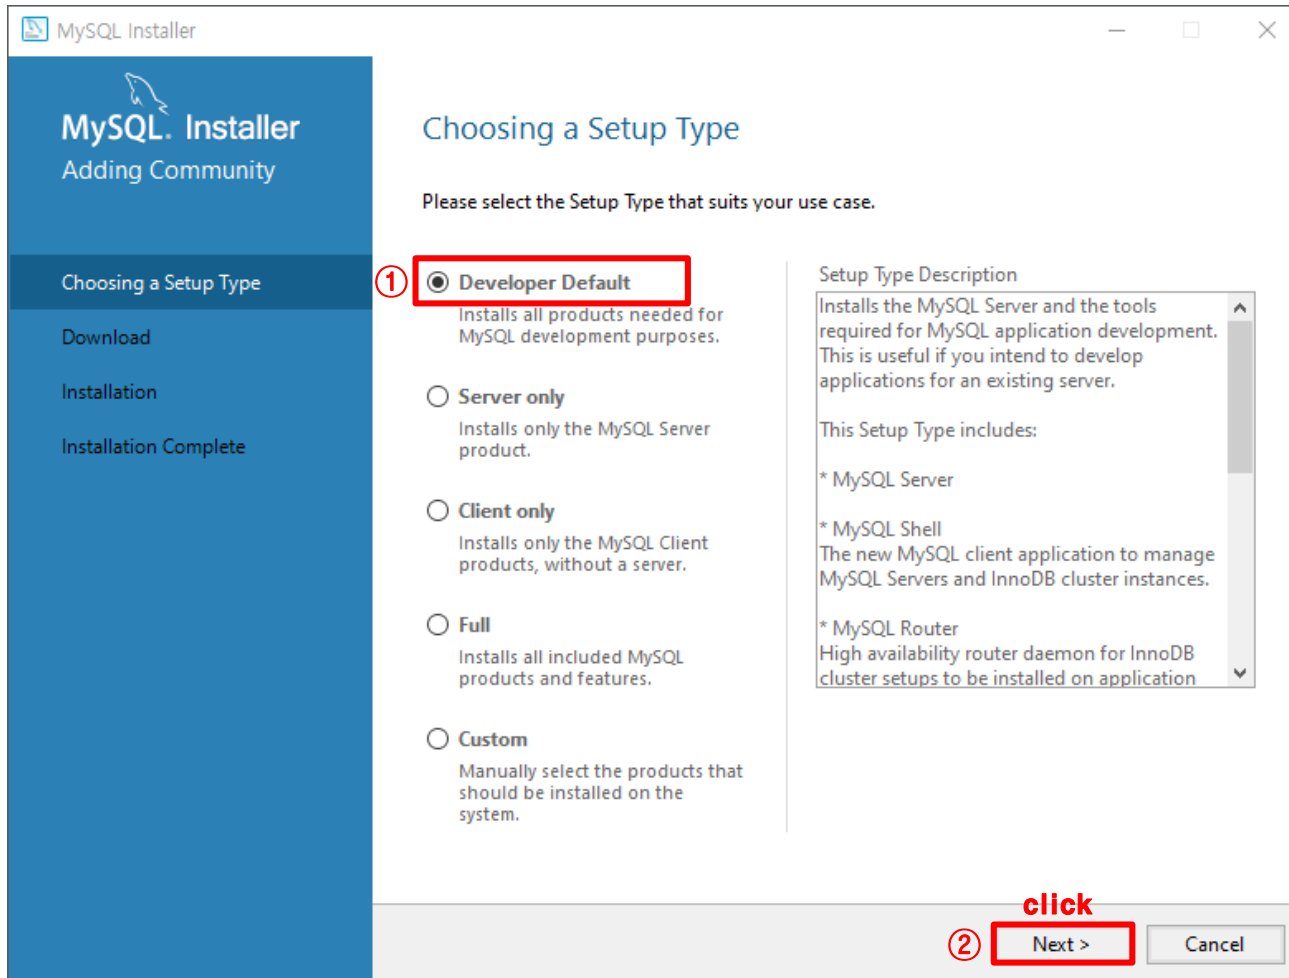 MySQL Installer
MySQL. Installer
Adding Community
Choosing a Setup Type
Download
Installation
Installation Complete
Choosing a Setup Type
Please select the Setup Type that suits your use case.
① Developer Default
Installs all products needed for
MySQL development purposes.
Server only
Installs only the MySQL Server
product.
Client only
Installs only the MySQL Client
products, without a server.
Full
Installs all included MySQL
products and features.
Custom
Manually select the products that
should be installed on the
system.
Setup Type Description
Installs the MySQL Server and the tools
required for MySQL application development.
This is useful if you intend to develop
applications for an existing server.
This Setup Type includes:
* MySQL Server
* MySQL Shell
The new MySQL client application to manage
MySQL Servers and InnoDB cluster instances.
* MySQL Router
High availability router daemon for InnoDB
cluster setups to be installed on application
click
② Next >
Cancel